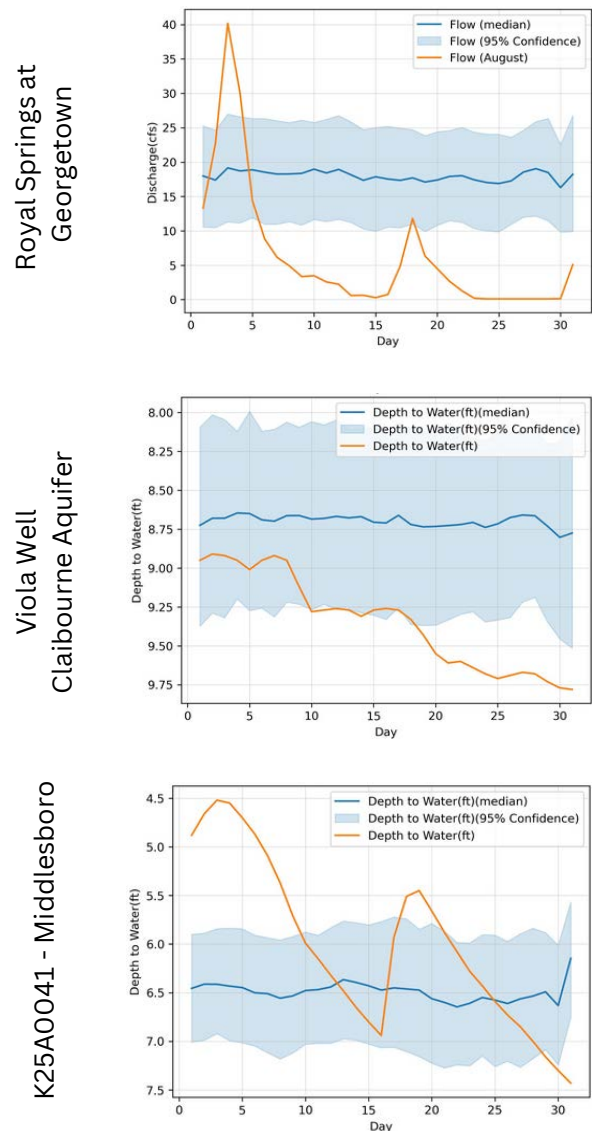 Royal Springs at
Georgetown
Flow (median)
Flow (95% Confidence)
Flow (August)
40
35
30
25
20
15
10
5
0
Discharge(cfs)
0 5 10 15 20 25 30
Day
Viola Well
Claibourne Aquifer
Depth to Water(ft)(median)
Depth to Water(ft)(95% Confidence)
Depth to Water(ft)
8.00
8.25
8.50
8.75
9.00
9.25
9.50
9.75
Depth to Water(ft)
0 5 10 15 20 25 30
Day
K25A0041 - Middlesboro
Depth to Water(ft)(median)
Depth to Water(ft)(95% Confidence)
Depth to Water(ft)
4.5
5.0
5.5
6.0
6.5
7.0
7.5
Depth to Water(ft)
0 5 10 15 20 25 30
Day